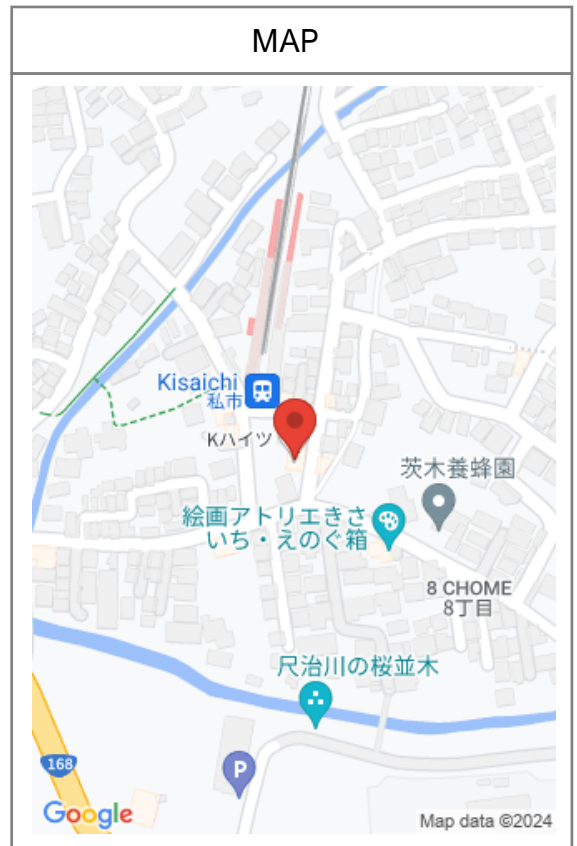 MAP
Kisaichi
私市
Kハイツ
茨木養蜂園
絵画アトリエきさ
いち・えのぐ箱
8 CHOME
8丁目
尺治川の桜並木
P
168
Google
Map data ©2024